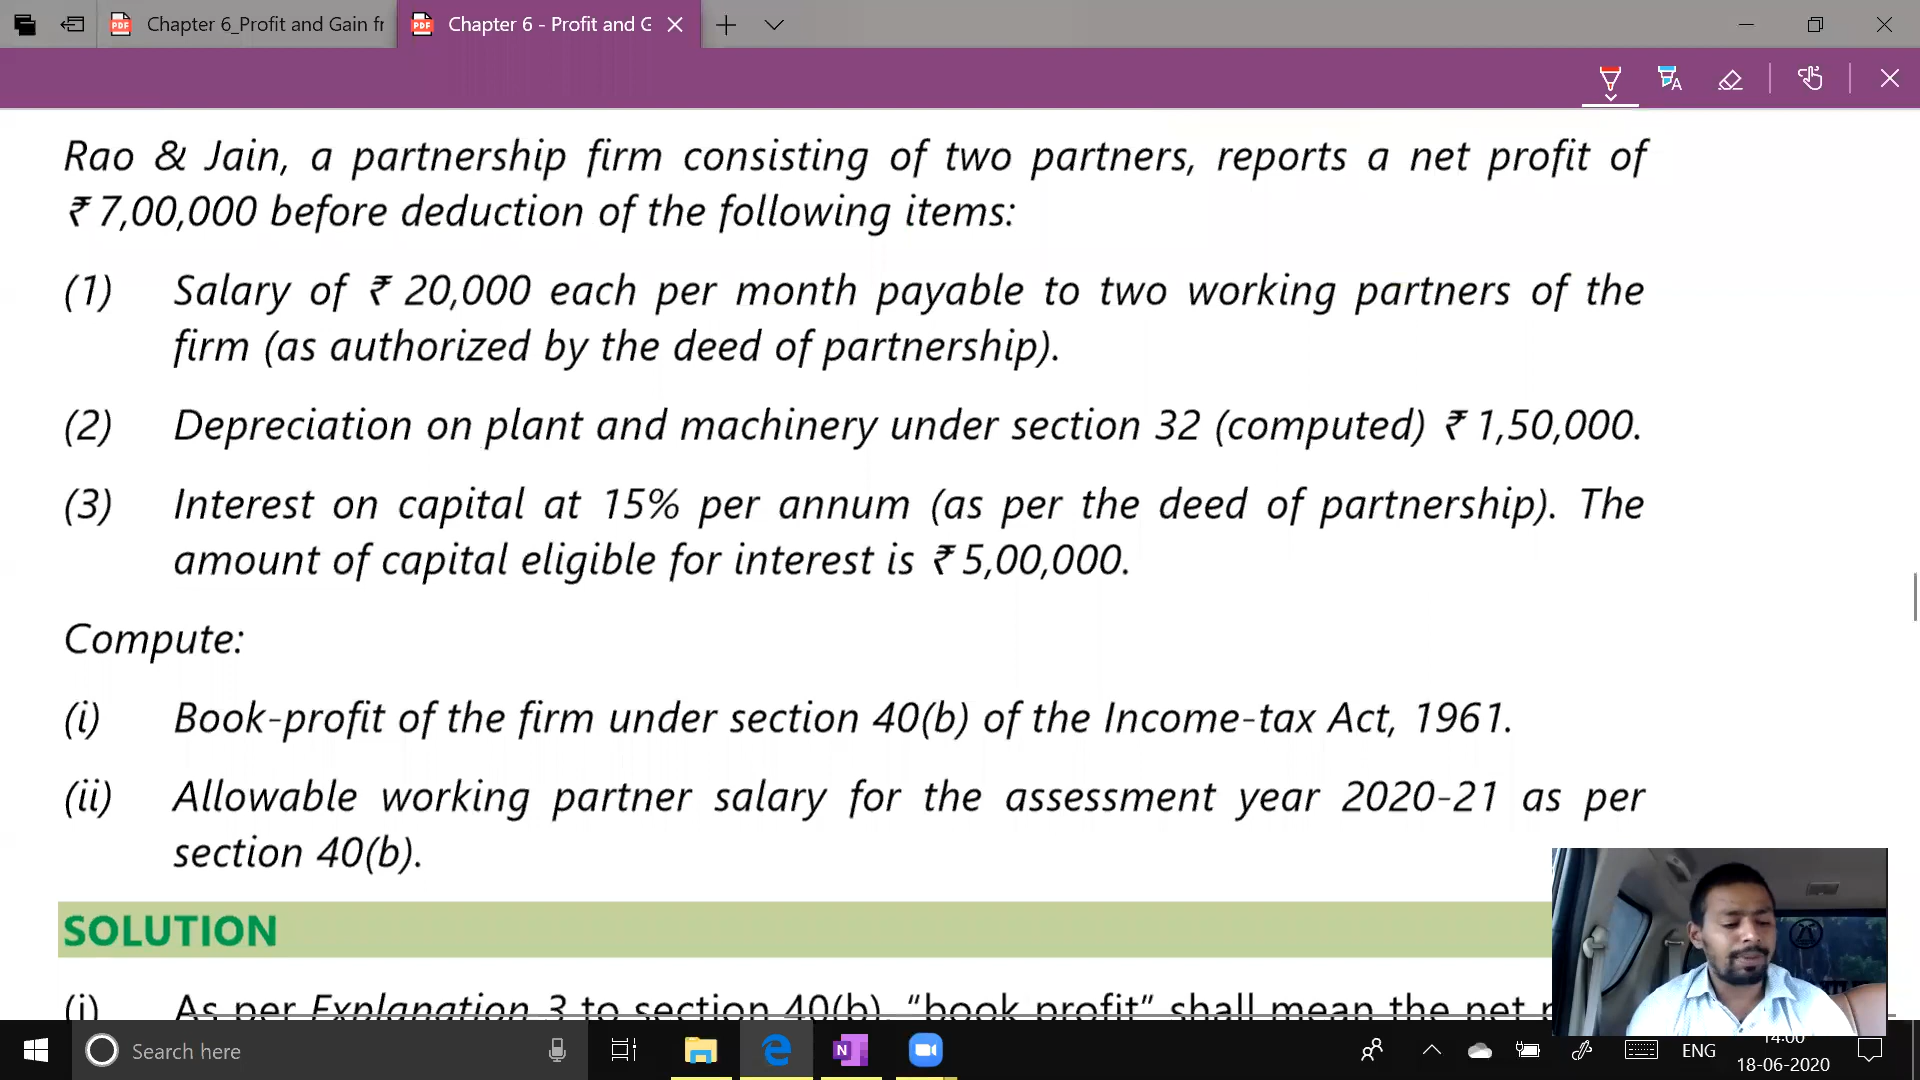 Chapter 6_Profit and Gain fr
Chapter 6 - Profit and G
Rao & Jain, a partnership firm consisting of two partners, reports a net profit of
₹ 7,00,000 before deduction of the following items:
(1) Salary of ₹ 20,000 each per month payable to two working partners of the
firm (as authorized by the deed of partnership).
(2) Depreciation on plant and machinery under section 32 (computed) ₹ 1,50,000.
(3) Interest on capital at 15% per annum (as per the deed of partnership). The
amount of capital eligible for interest is ₹ 5,00,000.
Compute:
(i) Book-profit of the firm under section 40(b) of the Income-tax Act, 1961.
(ii) Allowable working partner salary for the assessment year 2020-21 as per
section 40(b).
SOLUTION
(i) As per Explanation 3 to section 40(b), “book profit” shall mean the net
Search here
ENG
14:00
18-06-2020